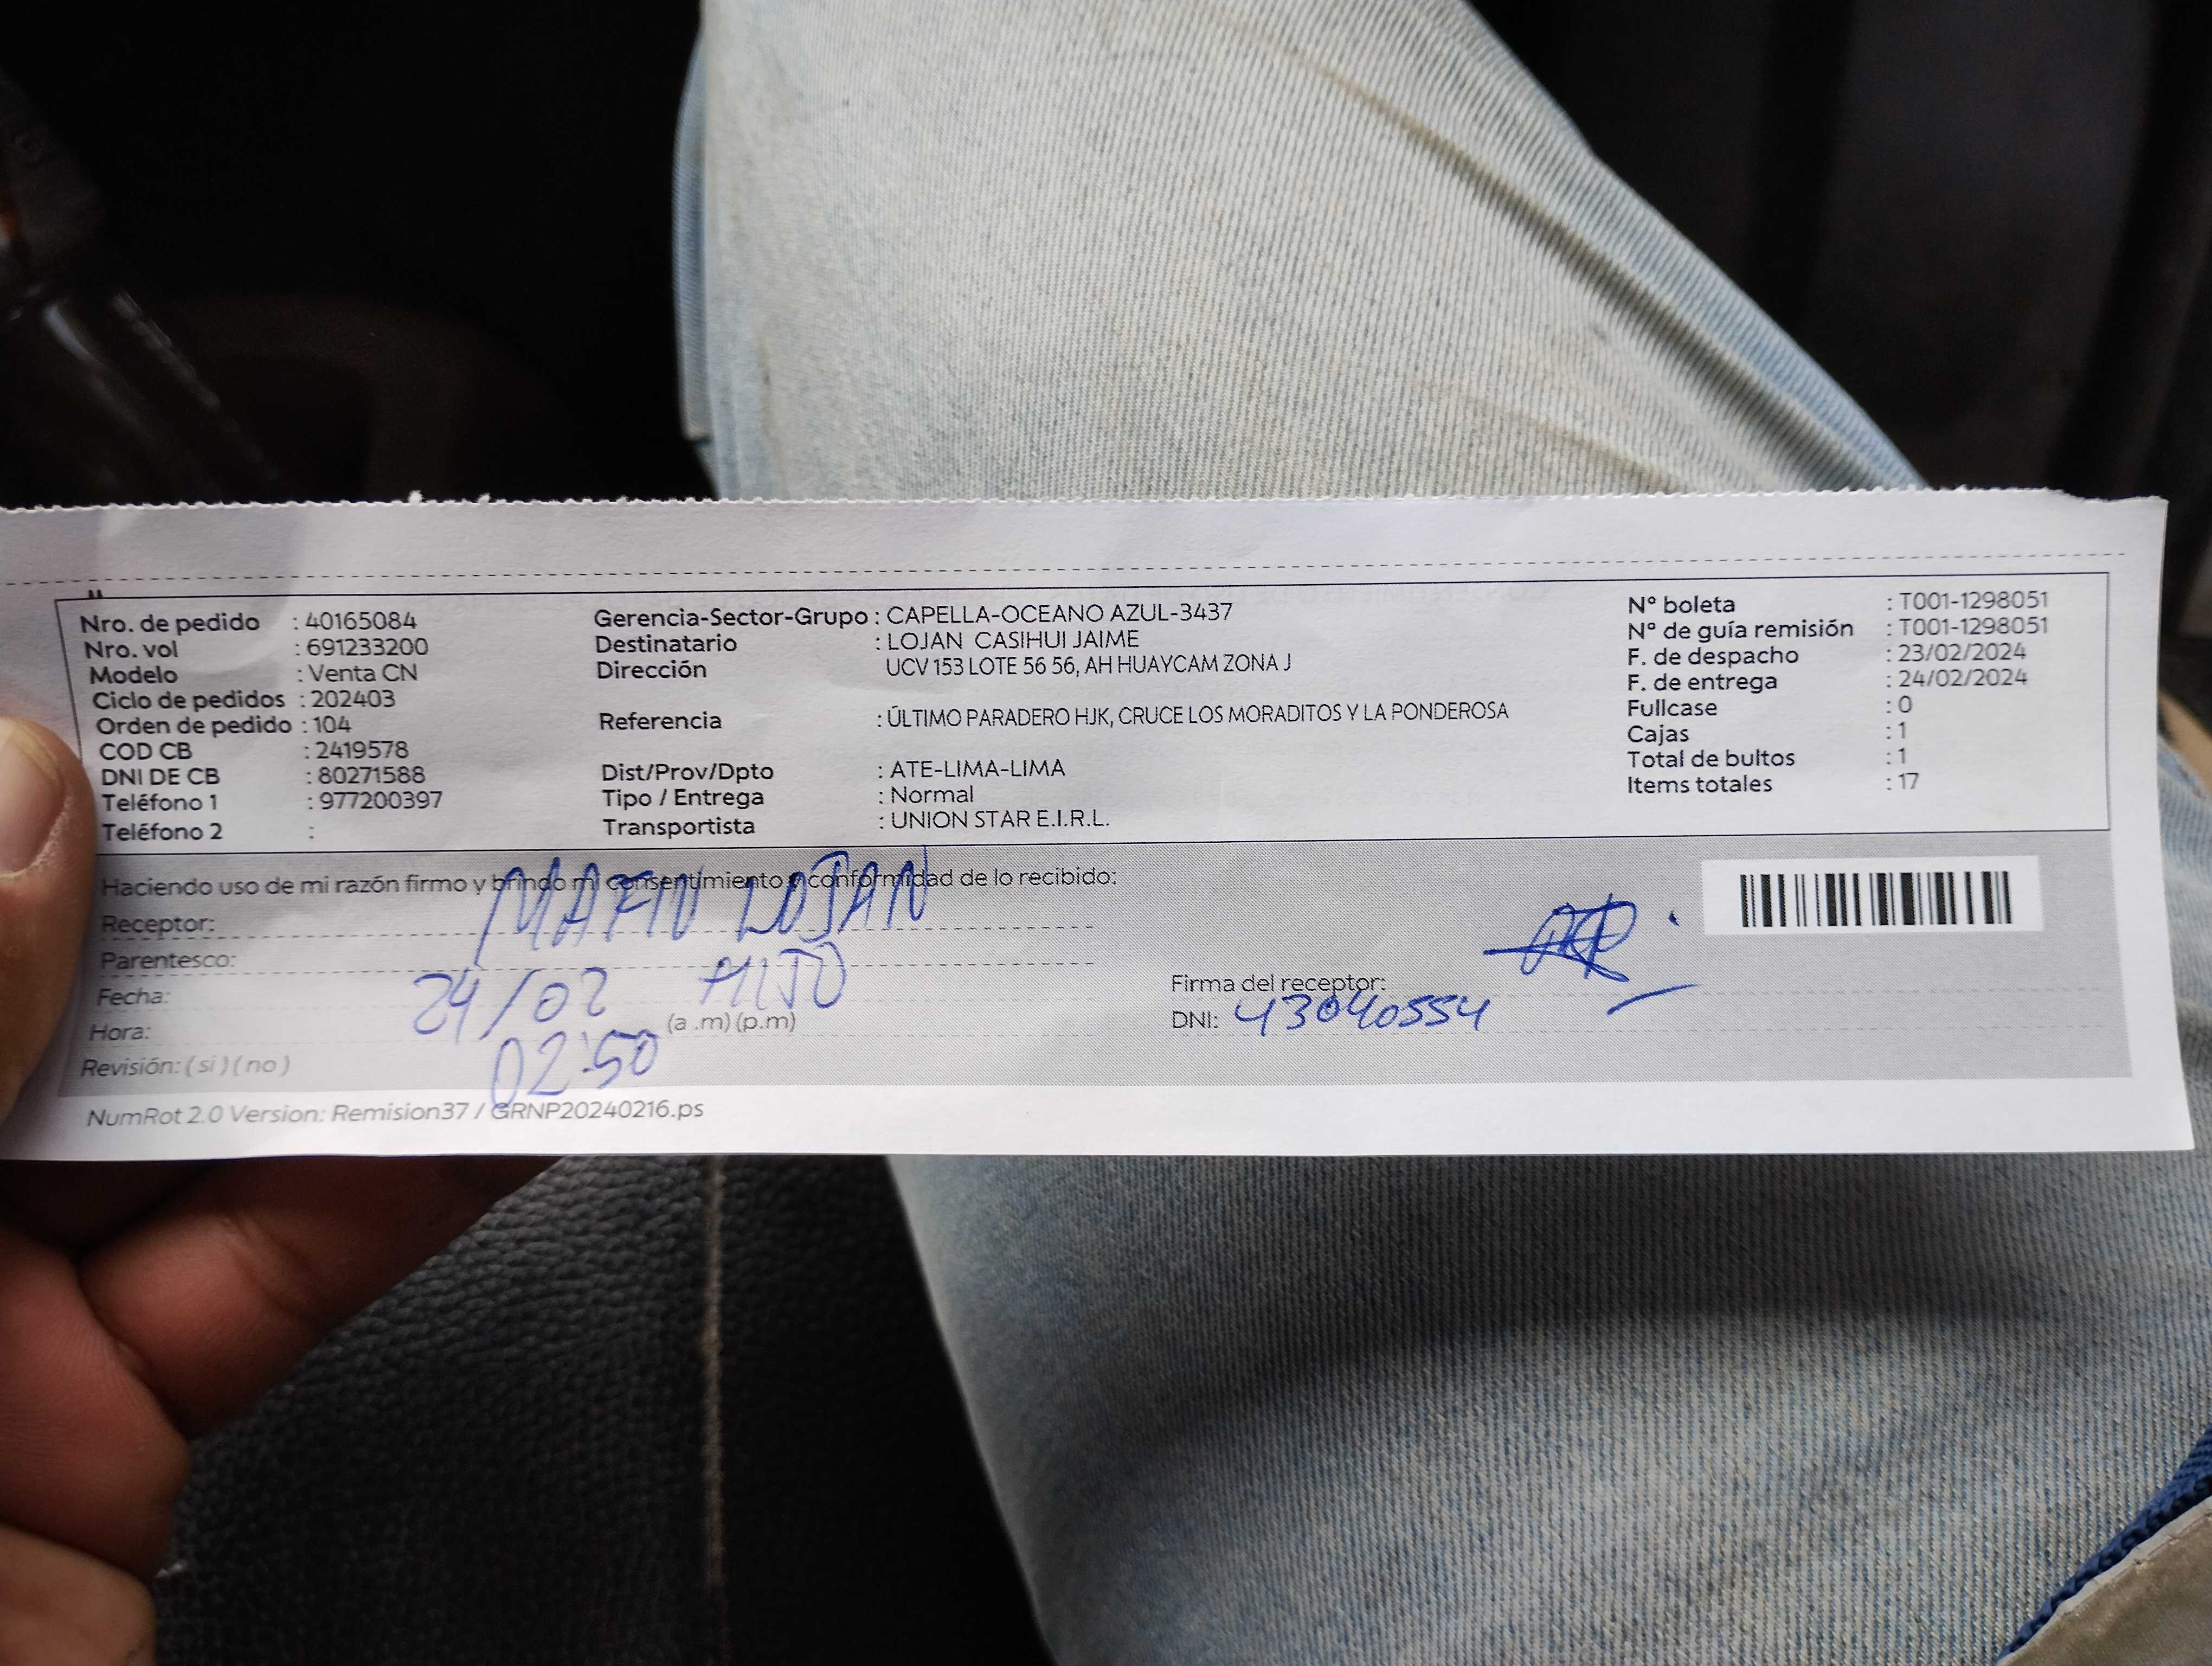 Nro. de pedido : 40165084
Nro. vol : 691233200
Modelo : Venta CN
Ciclo de pedidos : 202403
Orden de pedido : 104
COD CB : 2419578
DNI DE CB : 80271588
Teléfono 1 : 977200397
Teléfono 2 :
Gerencia-Sector-Grupo : CAPELLA-OCEANO AZUL-3437
Destinatario : LOJAN CASIHUI JAIME
Dirección UCV 153 LOTE 56 56, AH HUAYCAM ZONA J
Referencia : ÚLTIMO PARADERO HJK, CRUCE LOS MORADITOS Y LA PONDEROSA
Dist/Prov/Dpto : ATE-LIMA-LIMA
Tipo / Entrega : Normal
Transportista : UNION STAR E.I.R.L.
N° boleta : T001-1298051
N° de guía remisión : T001-1298051
F. de despacho : 23/02/2024
F. de entrega : 24/02/2024
Fullcase : 0
Cajas : 1
Total de bultos : 1
Items totales : 17
Haciendo uso de mi razón firmo y brindo mi consentimiento y conformidad de lo recibido:
Receptor: LOJAN
Parentesco: HIJO
Fecha: 24/02
Hora: 02:50 (a .m) (p.m)
Revisión: ( si ) ( no )
Firma del receptor:
DNI: 43040554
NumRot 2.0 Version: Remision37 / GRNP20240216.ps